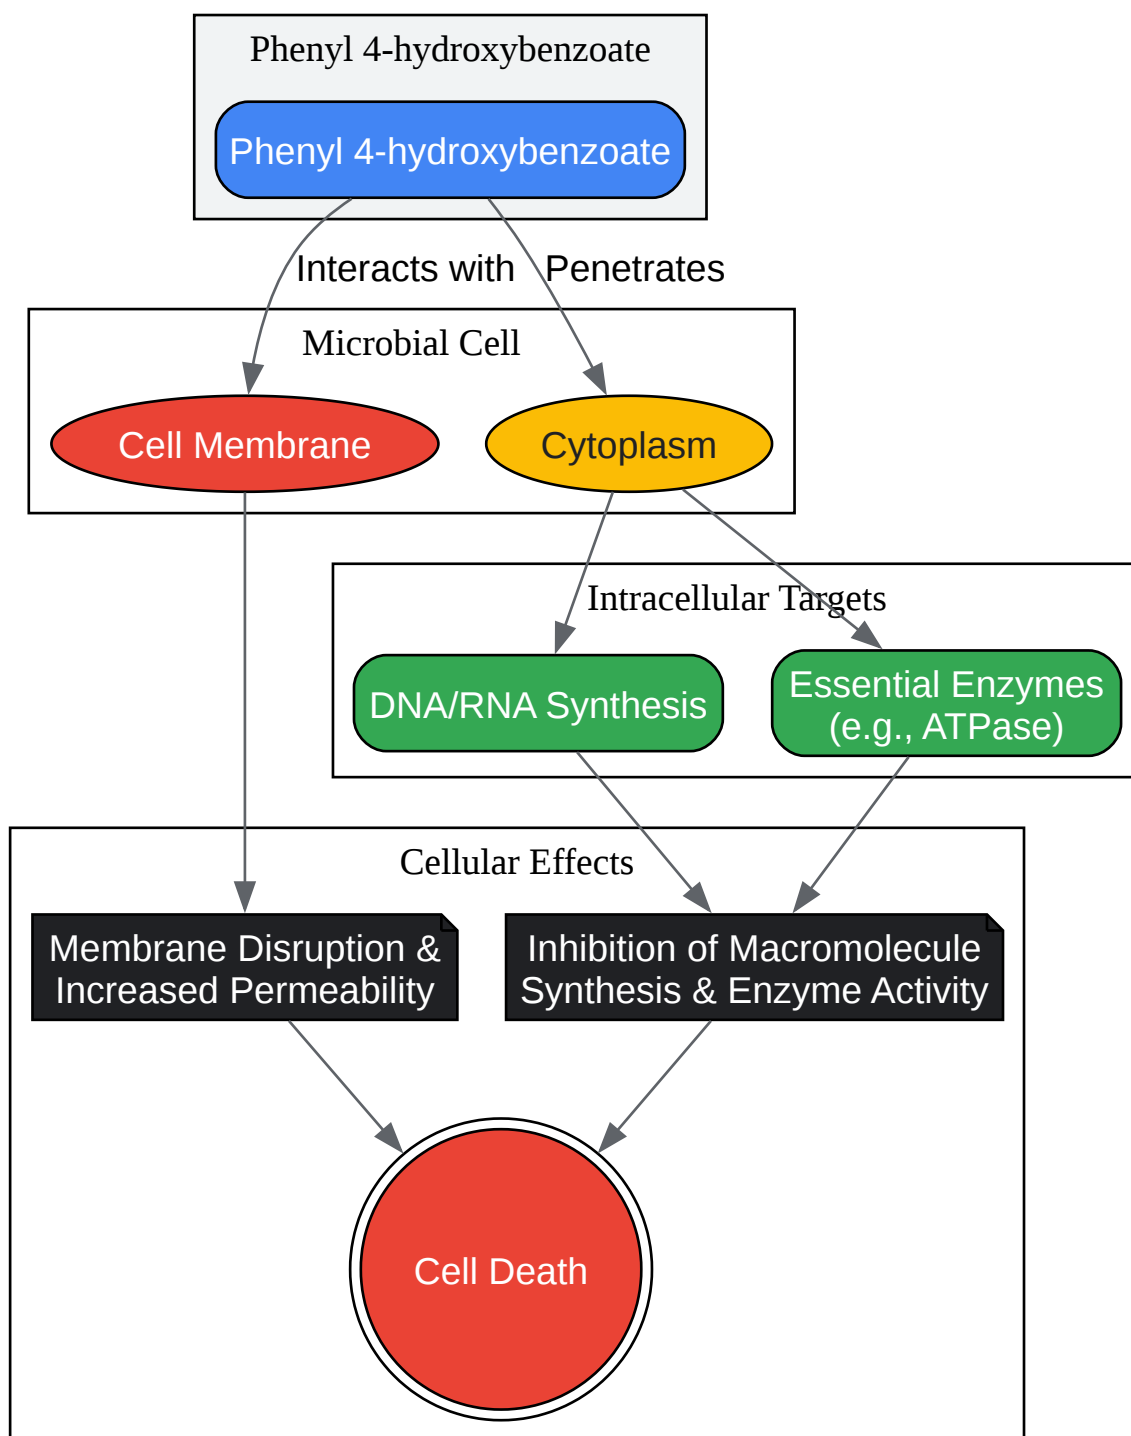 Phenyl 4-hydroxybenzoate
Phenyl 4-hydroxybenzoate
Interacts with
Penetrates
Microbial Cell
Cell Membrane
Cytoplasm
Intracellular Targets
DNA/RNA Synthesis
Essential Enzymes
(e.g., ATPase)
Cellular Effects
Membrane Disruption &
Increased Permeability
Inhibition of Macromolecule
Synthesis & Enzyme Activity
Cell Death